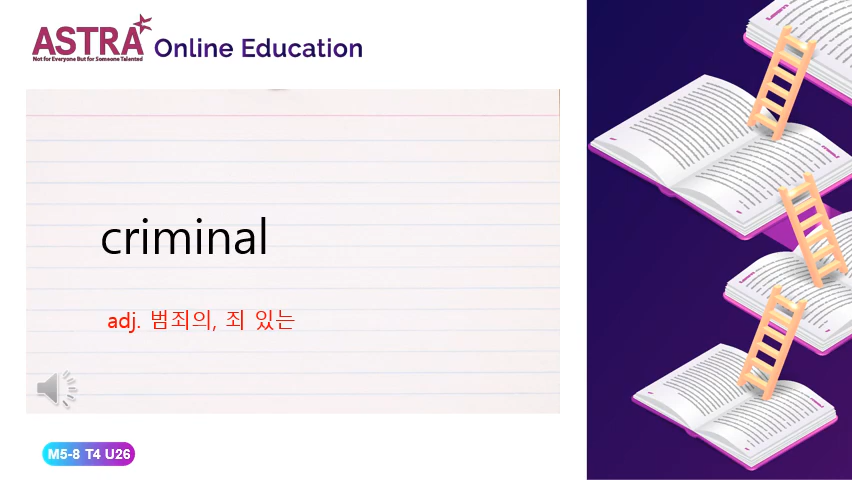 ASTRA Online Education
Not for Everyone But for Someone Talented
criminal
adj. 범죄의, 죄 있는
M5-8 T4 U26